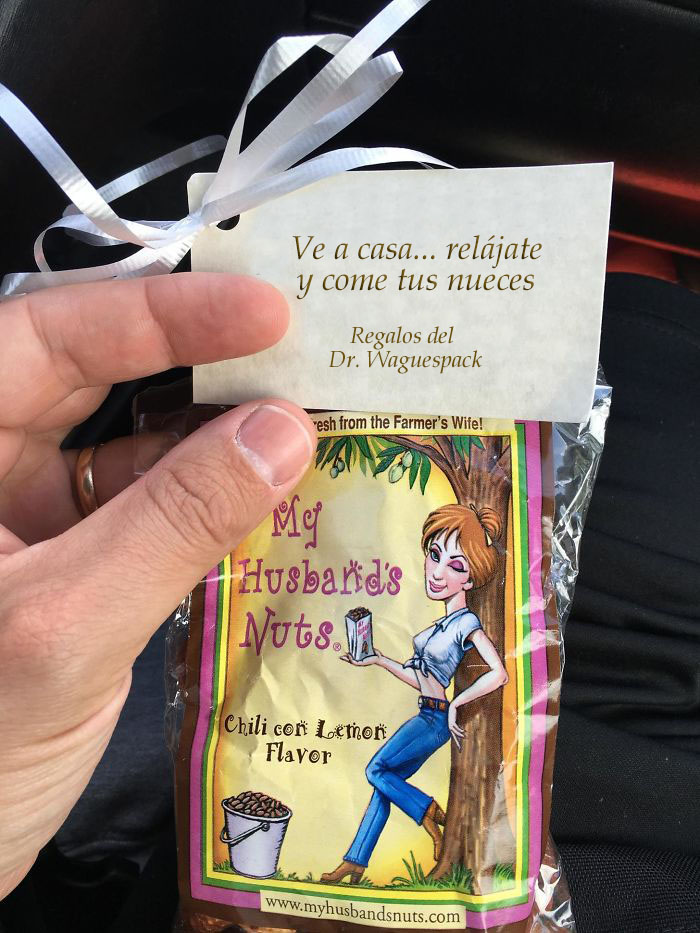 Ve a casa... relájate
y come tus nueces
Regalos del
Dr. Waguespack
from the Farmer's Wife!
My
Husband's
Nuts®
Chili con Lemon
Flavor
www.myhusbandsnuts.com